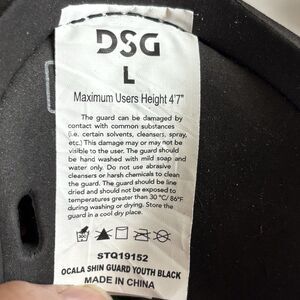 DSG
L
Maximum Users Height 4'7"
The guard can be damaged by
contact with common substances
(i.e. certain solvents, cleansers, spray,
etc.) This damage may or may not be
visible to the user. The guard should
be hand washed with mild soap and
water only. Do not use abrasive
cleansers or harsh chemicals to clean
the guard. The guard should be line
dried and should not be exposed to
temperatures greater than 30°C/ 86°F
during washing or drying. Store the
guard in a cool dry place.
STQ19152
OCALA SHIN GUARD YOUTH BLACK
MADE IN CHINA